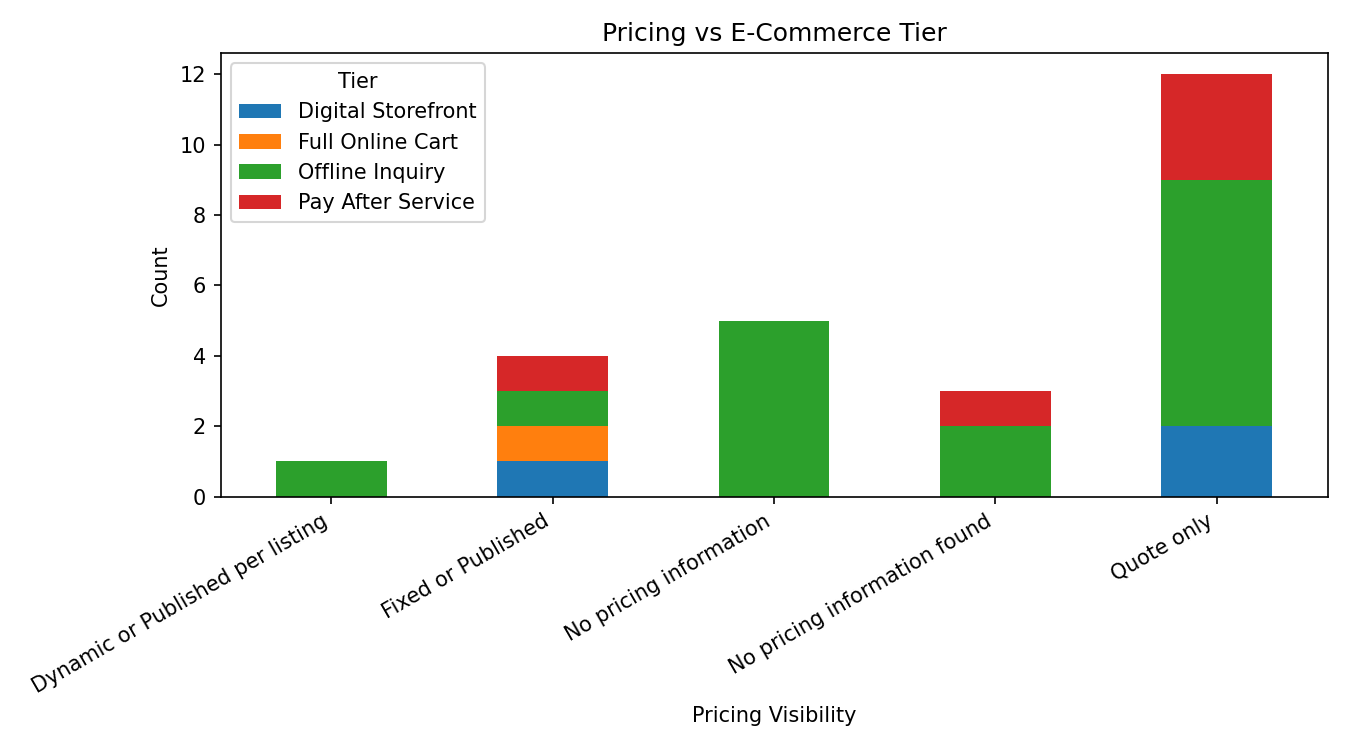 Pricing vs E-Commerce Tier
Tier
Digital Storefront
Full Online Cart
Offline Inquiry
Pay After Service
12
10
8
6
4
2
0
Count
Dynamic or Published per listing
Fixed or Published
No pricing information
No pricing information found
Quote only
Pricing Visibility